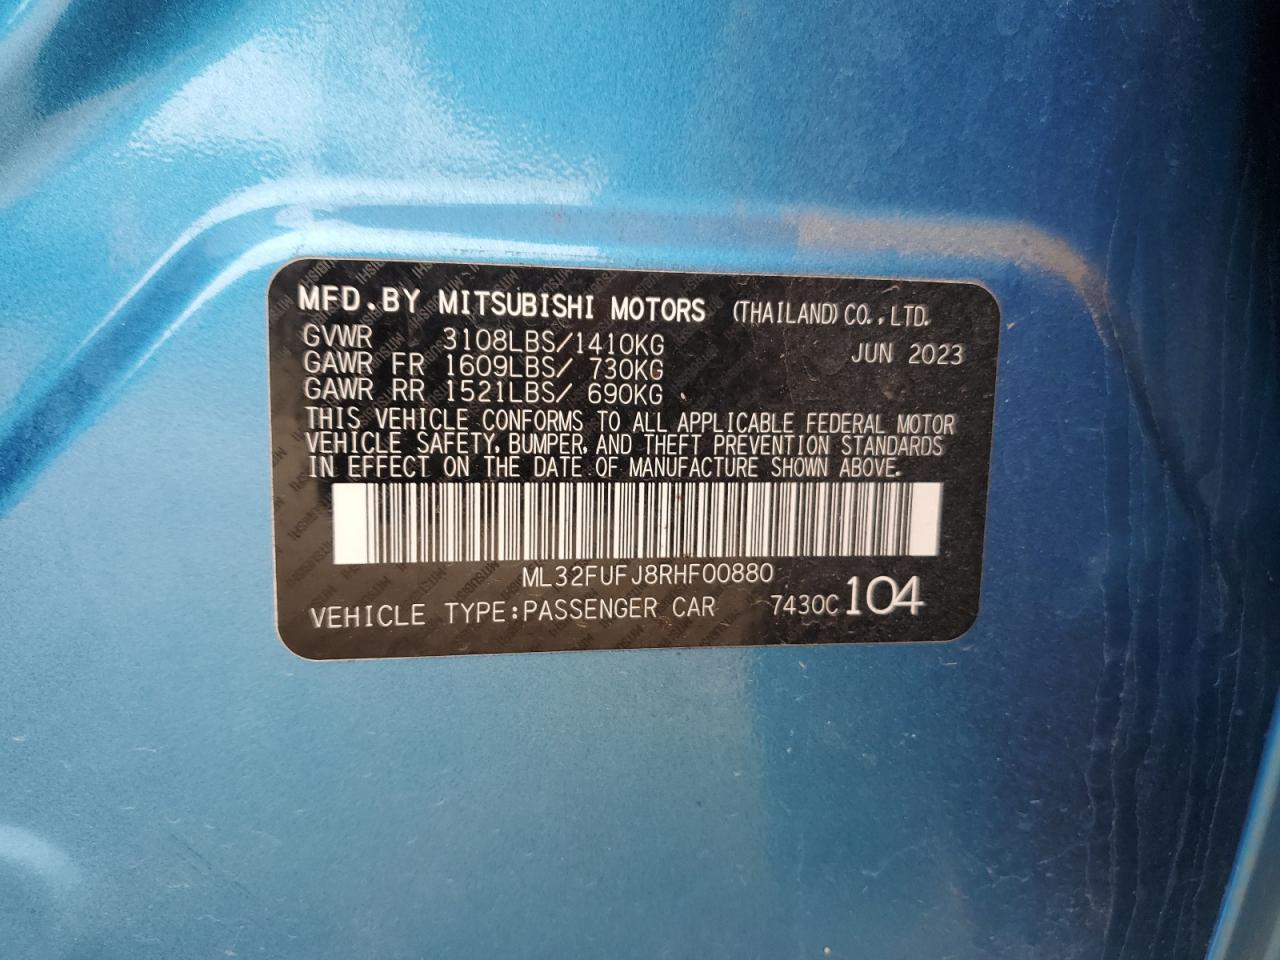 MFD.BY MITSUBISHI MOTORS (THAILAND) CO.,LTD.
GVWR 3108LBS/1410KG JUN 2023
GAWR FR 1609LBS/ 730KG
GAWR RR 1521LBS/ 690KG
THIS VEHICLE CONFORMS TO ALL APPLICABLE FEDERAL MOTOR
VEHICLE SAFETY, BUMPER, AND THEFT PREVENTION STANDARDS
IN EFFECT ON THE DATE OF MANUFACTURE SHOWN ABOVE.
ML32FUFJ8RHF00880
VEHICLE TYPE:PASSENGER CAR 7430C 104